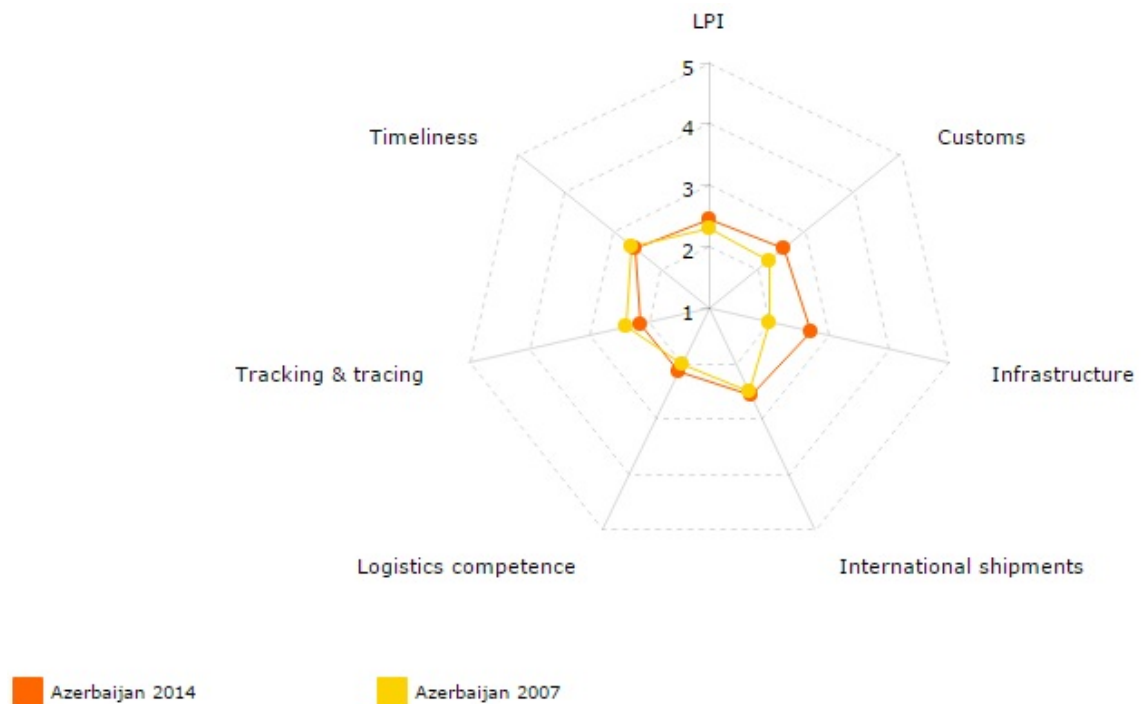 LPI
5
Timeliness
Customs
4
3
2
1
Tracking & tracing
Infrastructure
Logistics competence
International shipments
Azerbaijan 2014
Azerbaijan 2007